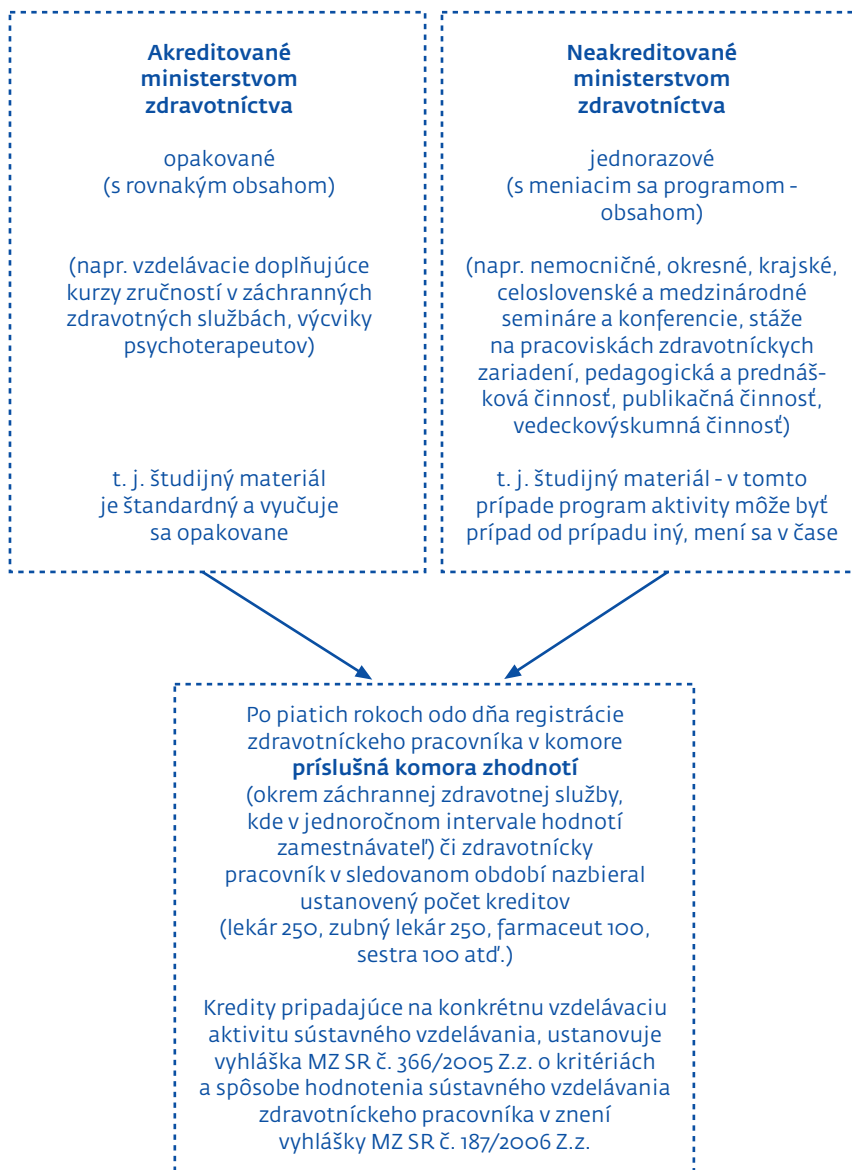 Akreditované
ministerstvom
zdravotníctva
opakované
(s rovnakým obsahom)
(napr. vzdelávacie doplňujúce
kurzy zručností v záchranných
zdravotných službách, výcviky
psychoterapeutov)
t. j. študijný materiál
je štandardný a vyučuje
sa opakovane
Neakreditované
ministerstvom
zdravotníctva
jednorazové
(s meniacim sa programom -
obsahom)
(napr. nemocničné, okresné, krajské,
celoslovenské a medzinárodné
semináre a konferencie, stáže
na pracoviskách zdravotníckych
zariadení, pedagogická a prednáš-
ková činnosť, publikačná činnosť,
vedeckovýskumná činnosť)
t. j. študijný materiál - v tomto
prípade program aktivity môže byť
prípad od prípadu iný, mení sa v čase
Po piatich rokoch odo dňa registrácie
zdravotníckeho pracovníka v komore
príslušná komora zhodnotí
(okrem záchrannej zdravotnej služby,
kde v jednoročnom intervale hodnotí
zamestnávateľ) či zdravotnícky
pracovník v sledovanom období nazbieral
ustanovený počet kreditov
(lekár 250, zubný lekár 250, farmaceut 100,
sestra 100 atď.)
Kredity pripadajúce na konkrétnu vzdelávaciu
aktivitu sústavného vzdelávania, ustanovuje
vyhláška MZ SR č. 366/2005 Z.z. o kritériách
a spôsobe hodnotenia sústavného vzdelávania
zdravotníckeho pracovníka v znení
vyhlášky MZ SR č. 187/2006 Z.z.